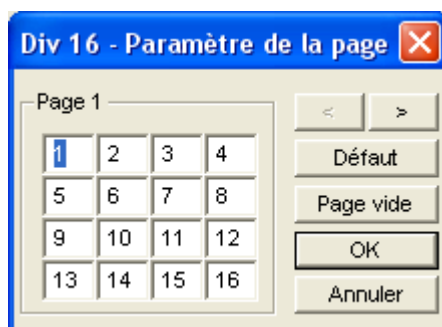 Div 16 - Paramètre de la page
Page 1
< >
1 2 3 4
Défaut
5 6 7 8
Page vide
9 10 11 12
OK
13 14 15 16
Annuler